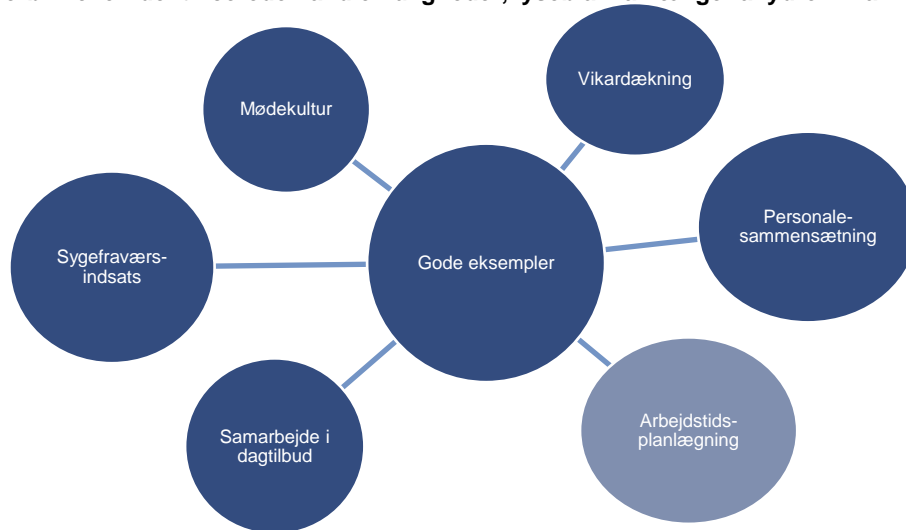 Mødekultur
Vikardækning
Personale-
sammensætning
Sygefraværs-
indsats
Gode eksempler
Samarbejde i
dagtilbud
Arbejdstids-
planlægning